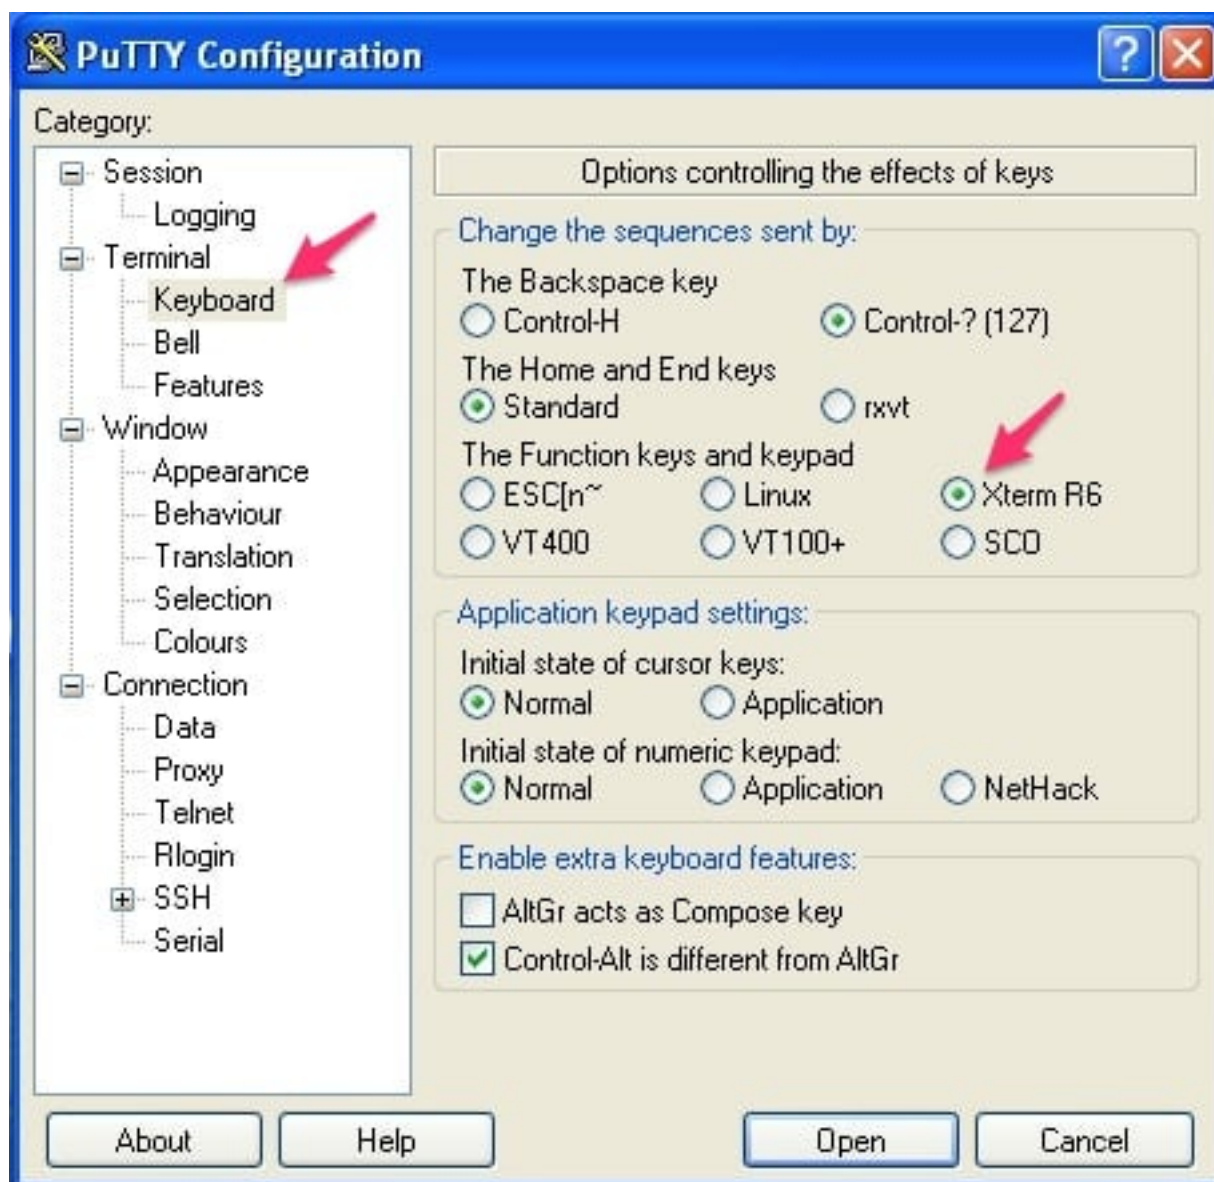 PuTTY Configuration
?
Category:
Session
Logging
Terminal
Keyboard
Bell
Features
Window
Appearance
Behaviour
Translation
Selection
Colours
Connection
Data
Proxy
Telnet
Rlogin
SSH
Serial
Options controlling the effects of keys
Change the sequences sent by:
The Backspace key
Control-H Control-? (127)
The Home and End keys
Standard rxvt
The Function keys and keypad
ESC[n~ Linux Xterm R6
VT400 VT100+ SCO
Application keypad settings:
Initial state of cursor keys:
Normal Application
Initial state of numeric keypad:
Normal Application NetHack
Enable extra keyboard features:
AltGr acts as Compose key
Control-Alt is different from AltGr
About Help Open Cancel